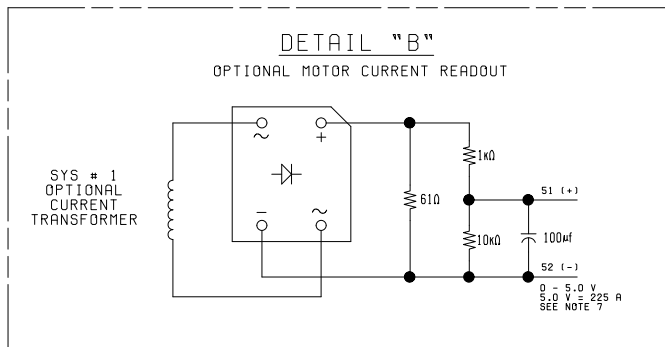 DETAIL "B"
OPTIONAL MOTOR CURRENT READOUT
SYS # 1
OPTIONAL
CURRENT
TRANSFORMER
~
+
−
~
1KΩ
61Ω
10KΩ
51 (+)
100µf
52 (-)
0 - 5.0 V
5.0 V = 225 A
SEE NOTE 7